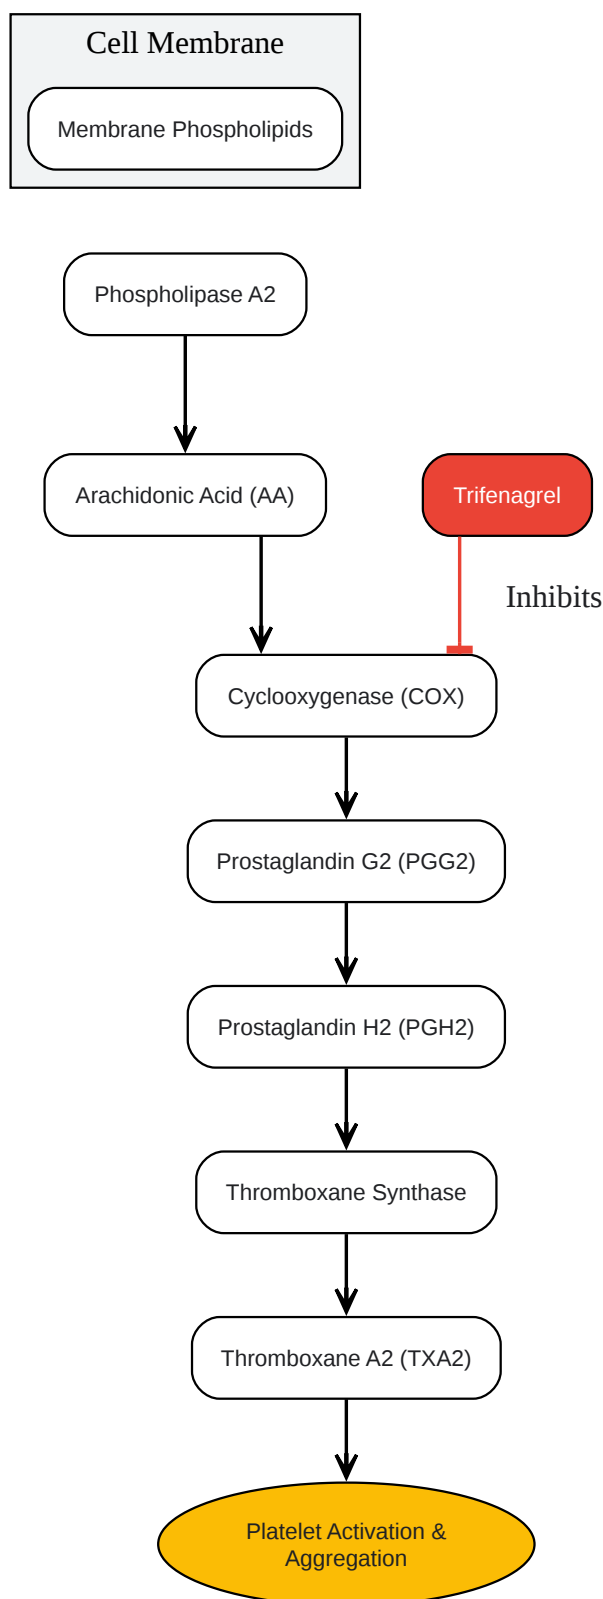 Cell Membrane
Membrane Phospholipids
Phospholipase A2
Arachidonic Acid (AA)
Trifenagrel
Inhibits
Cyclooxygenase (COX)
Prostaglandin G2 (PGG2)
Prostaglandin H2 (PGH2)
Thromboxane Synthase
Thromboxane A2 (TXA2)
Platelet Activation &
Aggregation